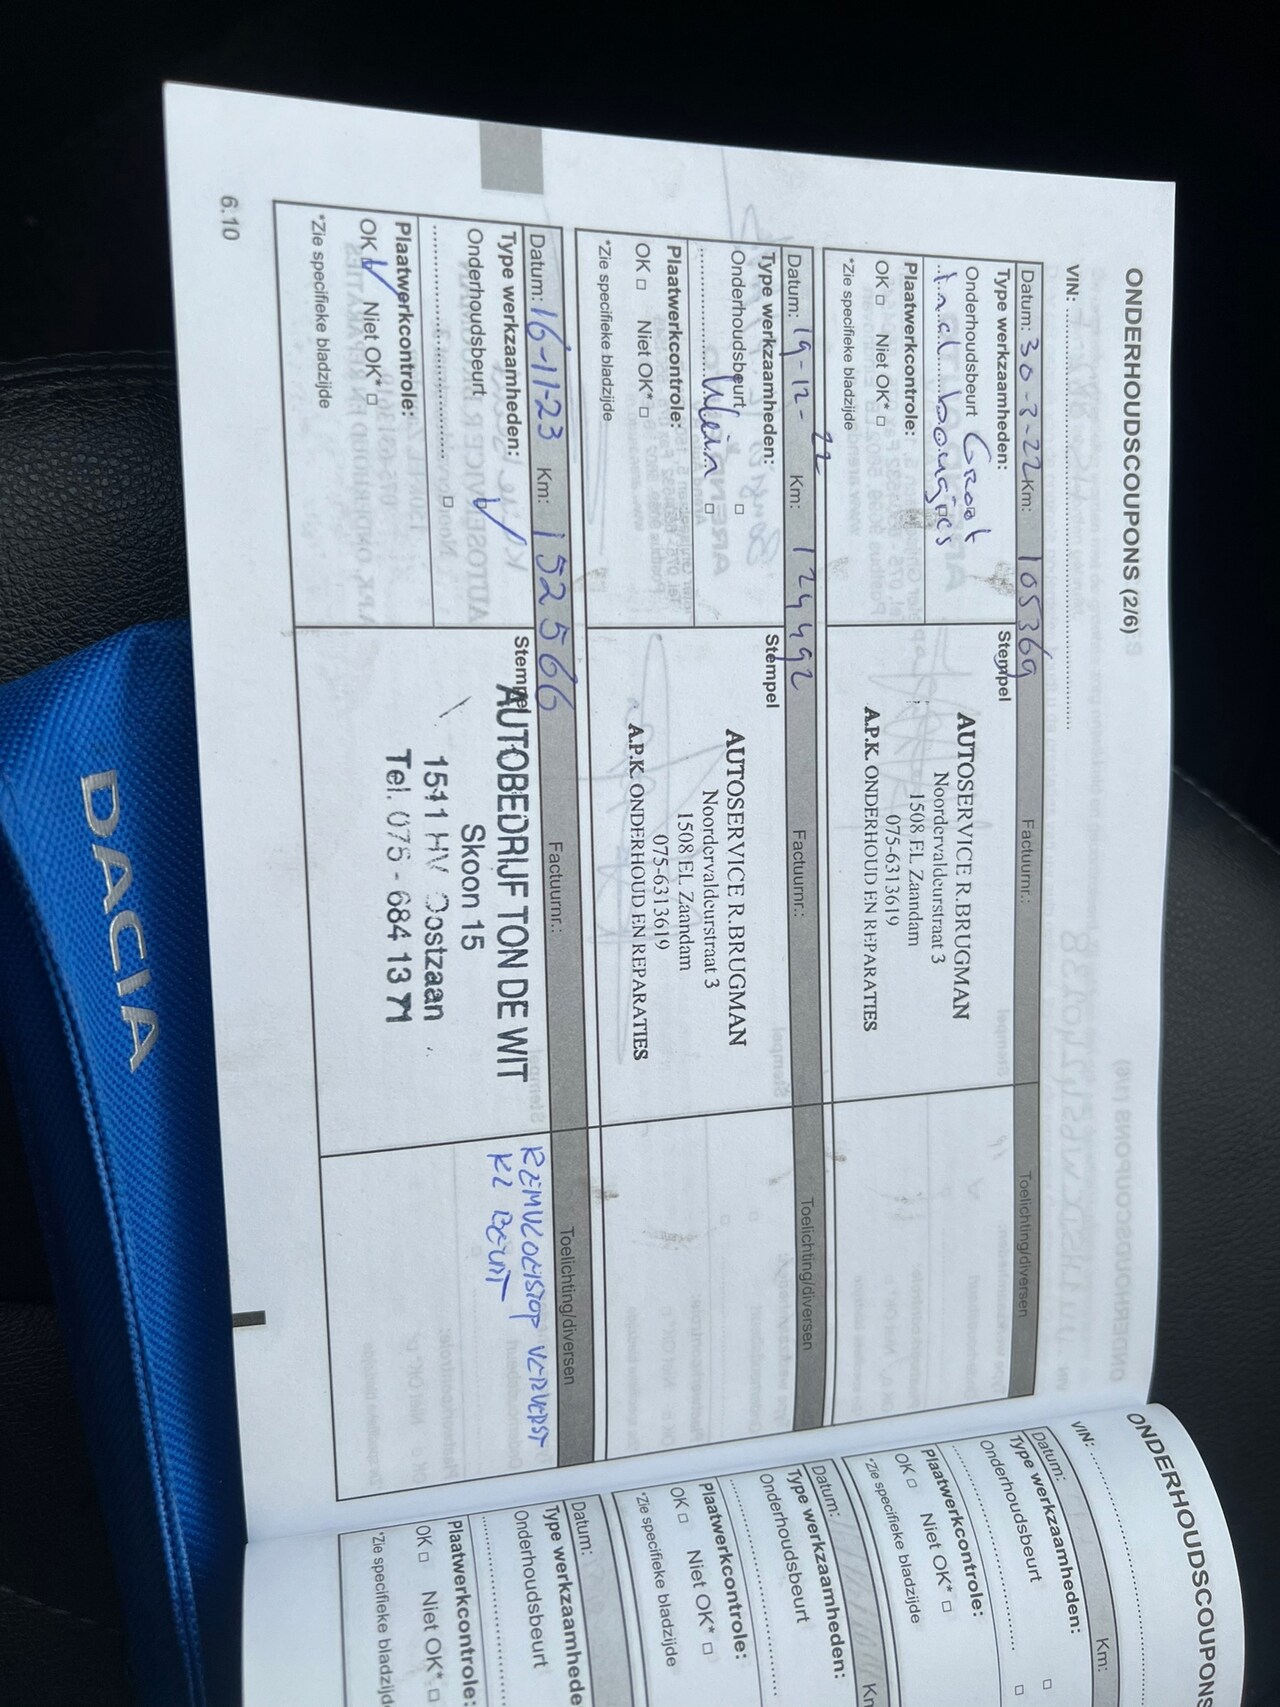 ONDERHOUDSCOUPONS (2/6)
VIN:
Datum: 30-3-22 Km: 105369 Factuurnr.: Toelichting/diversen
Type werkzaamheden:
Onderhoudsbeurt Groot
incl. bougies
Plaatwerkcontrole:
OK □ Niet OK* □
*Zie specifieke bladzijde
Stempel
AUTOSERVICE R.BRUGMAN
Noordervaldeurstraat 3
1508 EL Zaandam
075-6313619
A.P.K. ONDERHOUD EN REPARATIES
Datum: 19-12-22 Km: 124492 Factuurnr.: Toelichting/diversen
Type werkzaamheden:
Onderhoudsbeurt □
Klein □
Plaatwerkcontrole:
OK □ Niet OK* □
*Zie specifieke bladzijde
Stempel
AUTOSERVICE R.BRUGMAN
Noordervaldeurstraat 3
1508 EL Zaandam
075-6313619
A.P.K. ONDERHOUD EN REPARATIES
Datum: 16-11-23 Km: 152566 Factuurnr.: Toelichting/diversen
Type werkzaamheden:
Onderhoudsbeurt
□
Plaatwerkcontrole:
OK Niet OK* □
*Zie specifieke bladzijde
Stempel
AUTOBEDRIJF TON DE WIT
Skoon 15
1511 HV Oostzaan
Tel. 075 - 684 13 71
REMVLOEISTOF VERVERST
KL BEURT
6.10
ONDERHOUDSCOUPONS
VIN:
Datum: Km:
Type werkzaamheden:
Onderhoudsbeurt □
□
Plaatwerkcontrole:
OK □ Niet OK* □
*Zie specifieke bladzijde
Datum: Km
Type werkzaamheden:
Onderhoudsbeurt
Plaatwerkcontrole:
OK □ Niet OK* □
*Zie specifieke bladzijde
Datum:
Type werkzaamhede
Onderhoudsbeurt
Plaatwerkcontrole:
OK □ Niet OK* □
*Zie specifieke bladzijd
DACIA